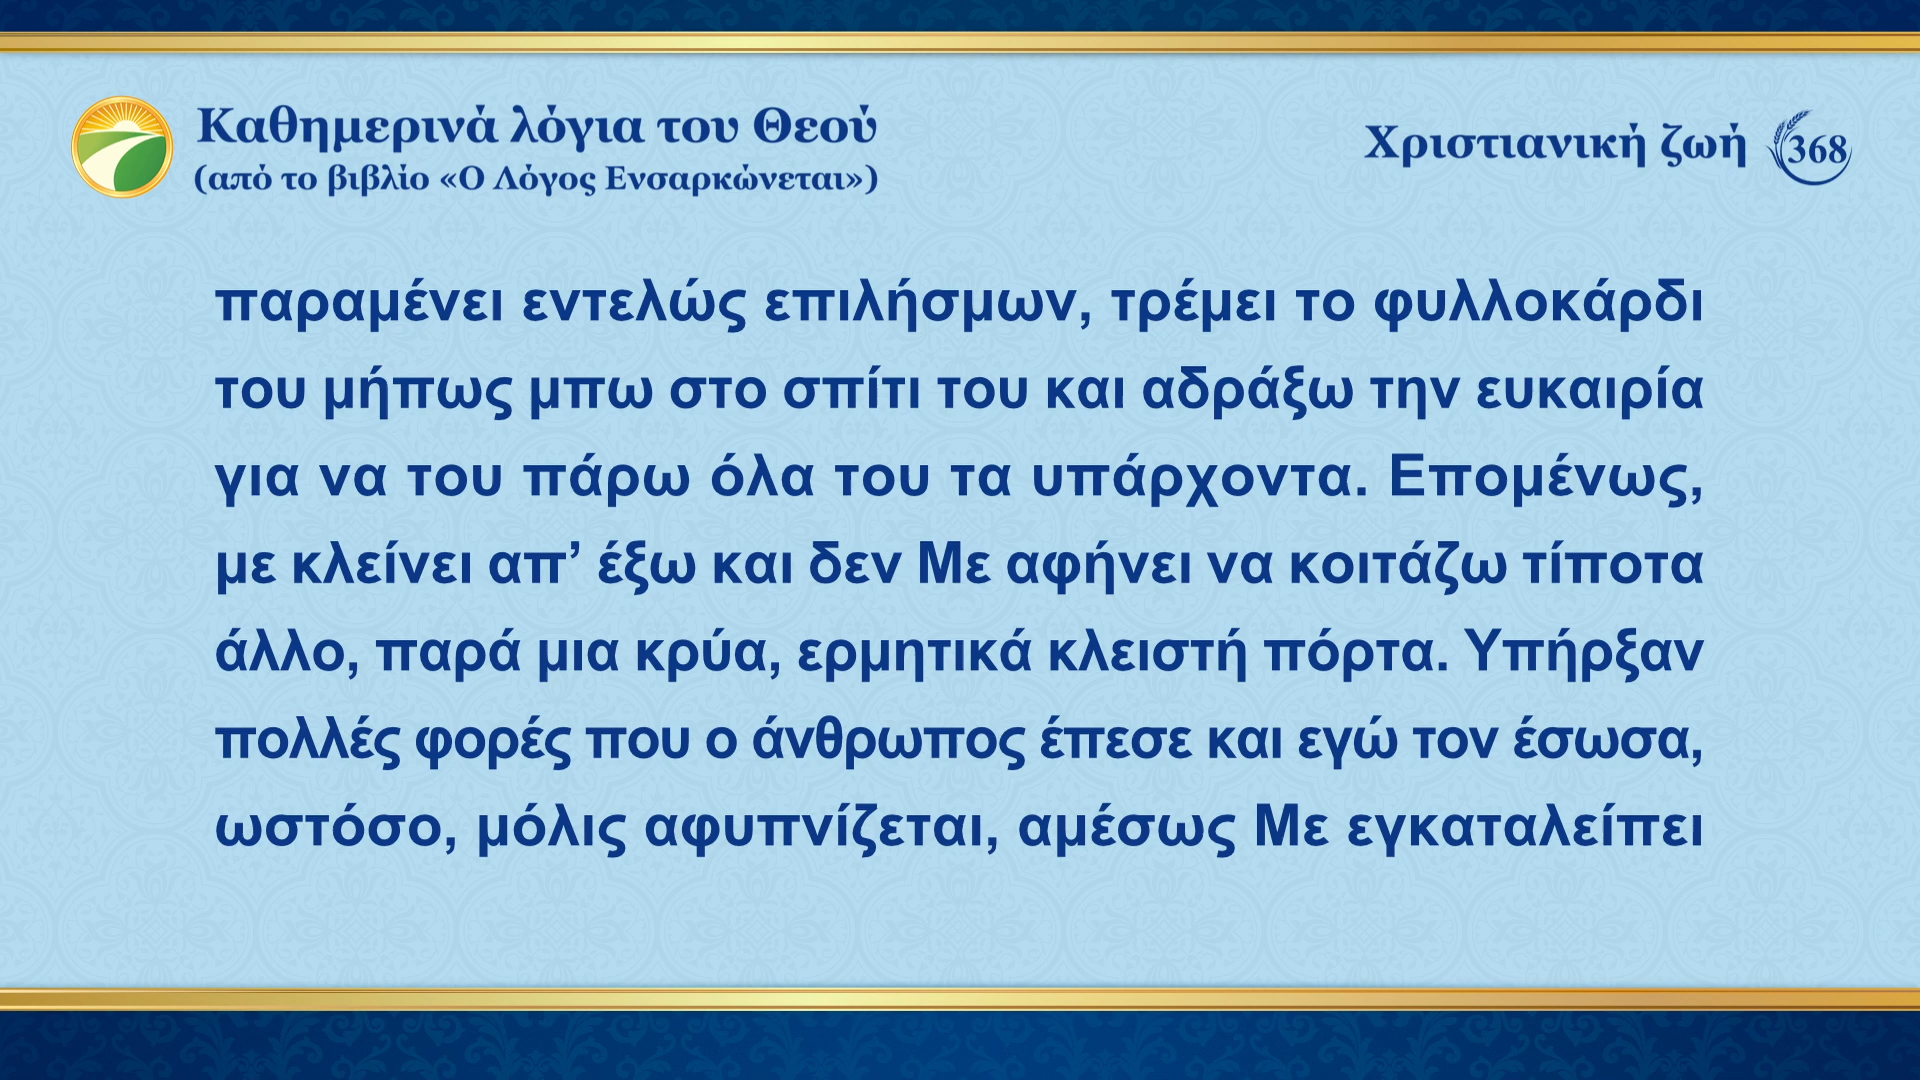 Καθημερινά λόγια του Θεού
(από το βιβλίο «Ο Λόγος Ενσαρκώνεται»)
Χριστιανική ζωή 368
παραμένει εντελώς επιλήσμων, τρέμει το φυλλοκάρδι
του μήπως μπω στο σπίτι του και αδράξω την ευκαιρία
για να του πάρω όλα του τα υπάρχοντα. Επομένως,
με κλείνει απ’ έξω και δεν Με αφήνει να κοιτάζω τίποτα
άλλο, παρά μια κρύα, ερμητικά κλειστή πόρτα. Υπήρξαν
πολλές φορές που ο άνθρωπος έπεσε και εγώ τον έσωσα,
ωστόσο, μόλις αφυπνίζεται, αμέσως Με εγκαταλείπει